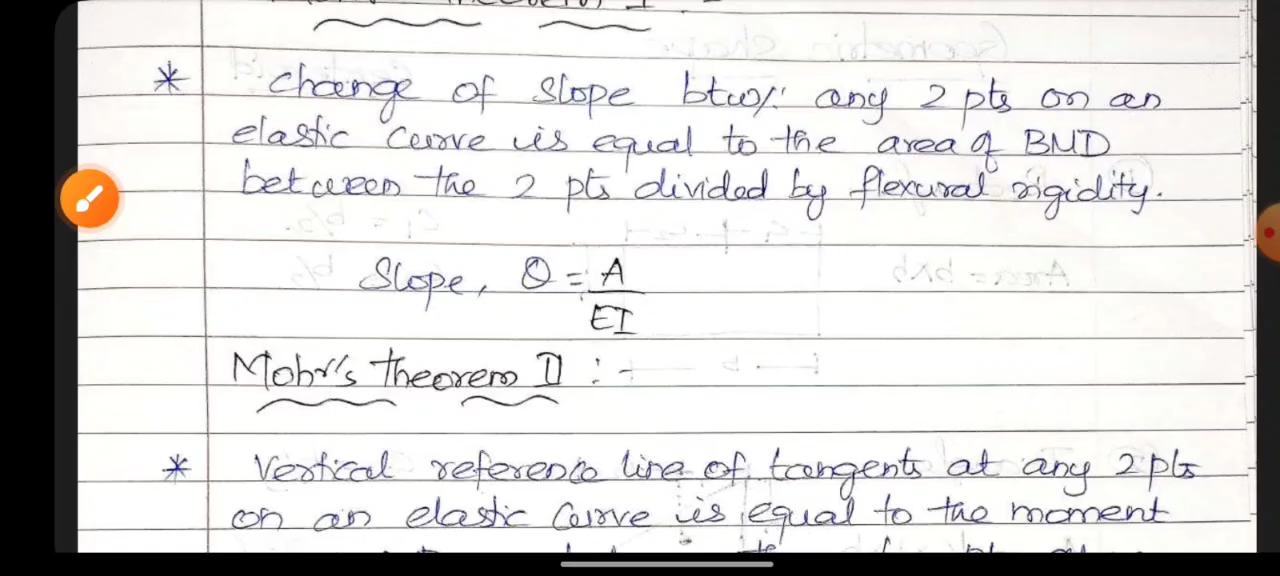 * Change of Slope btw/: any 2 pts on an
elastic Curve is equal to the area of BMD
between the 2 pts divided by flexural rigidity.
Slope, θ = A
EI
Mohr's theorem II :-
* Vertical reference line of tangents at any 2 pts
on an elastic Curve is equal to the moment